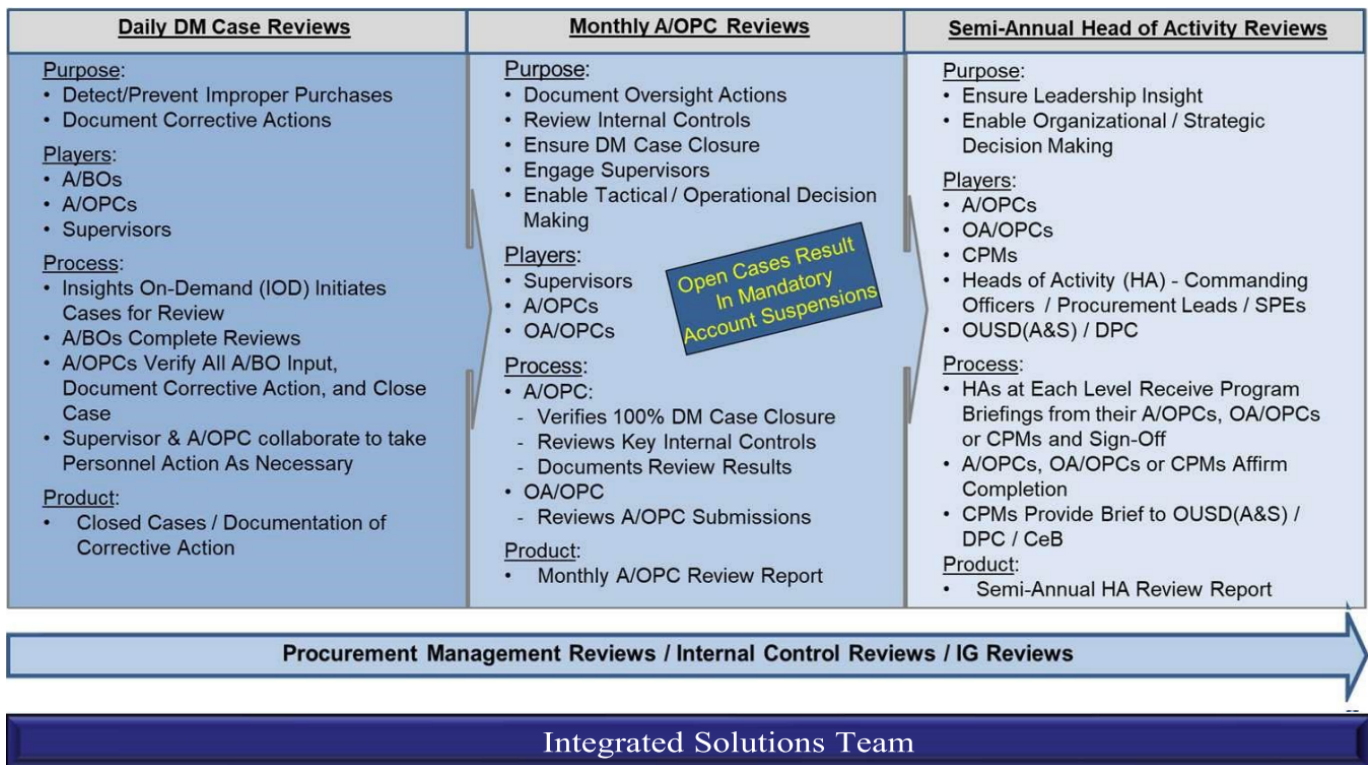 Daily DM Case Reviews
Purpose:
• Detect/Prevent Improper Purchases
• Document Corrective Actions
Players:
• A/BOs
• A/OPCs
• Supervisors
Process:
• Insights On-Demand (IOD) Initiates
Cases for Review
• A/BOs Complete Reviews
• A/OPCs Verify All A/BO Input,
Document Corrective Action, and Close
Case
• Supervisor & A/OPC collaborate to take
Personnel Action As Necessary
Product:
• Closed Cases / Documentation of
Corrective Action
Monthly A/OPC Reviews
Purpose:
• Document Oversight Actions
• Review Internal Controls
• Ensure DM Case Closure
• Engage Supervisors
• Enable Tactical / Operational Decision
Making
Players:
• Supervisors
• A/OPCs
• OA/OPCs
Open Cases Result
In Mandatory
Account Suspensions
Process:
• A/OPC:
- Verifies 100% DM Case Closure
- Reviews Key Internal Controls
- Documents Review Results
• OA/OPC
- Reviews A/OPC Submissions
Product:
• Monthly A/OPC Review Report
Semi-Annual Head of Activity Reviews
Purpose:
• Ensure Leadership Insight
• Enable Organizational / Strategic
Decision Making
Players:
• A/OPCs
• OA/OPCs
• CPMs
• Heads of Activity (HA) - Commanding
Officers / Procurement Leads / SPEs
• OUSD(A&S) / DPC
Process:
• HAs at Each Level Receive Program
Briefings from their A/OPCs, OA/OPCs
or CPMs and Sign-Off
• A/OPCs, OA/OPCs or CPMs Affirm
Completion
• CPMs Provide Brief to OUSD(A&S) /
DPC / CeB
Product:
• Semi-Annual HA Review Report
Procurement Management Reviews / Internal Control Reviews / IG Reviews
Integrated Solutions Team